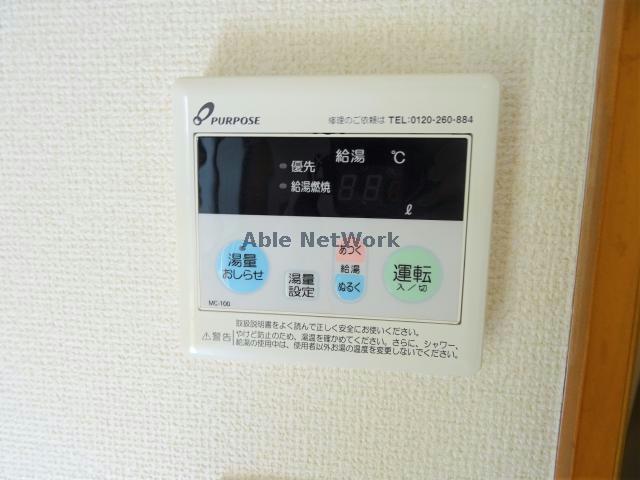 PURPOSE
修理のご依頼は TEL:0120-260-884
給湯 ℃
優先
給湯燃焼
ℓ
Able NetWork
湯量
おしらせ
湯量
設定
あつく
給湯
ぬるく
運転
入/切
MC-100
取扱説明書をよく読んで正しく安全にお使いください。
⚠警告
やけど防止のため、湯温を確かめてください。さらに、シャワー、
給湯の使用中は、使用者以外お湯の温度を変更しないでください。